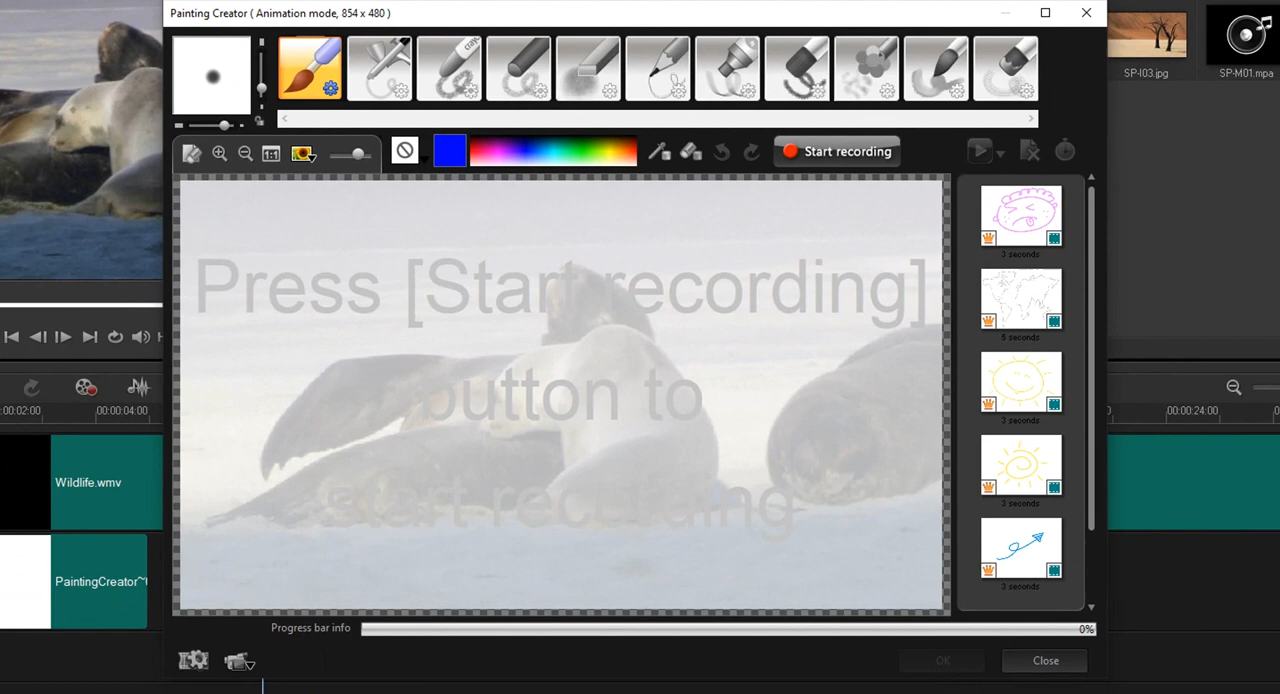 Painting Creator ( Animation mode, 854 x 480 )
SP-I03.jpg
SP-M01.mpa
1:1
Start recording
Press [Start recording]
button to
start recording
3 seconds
5 seconds
3 seconds
3 seconds
3 seconds
:00:02:00
00:00:04:00
00:00:24:00
Wildlife.wmv
PaintingCreator~
Progress bar info
0%
OK
Close